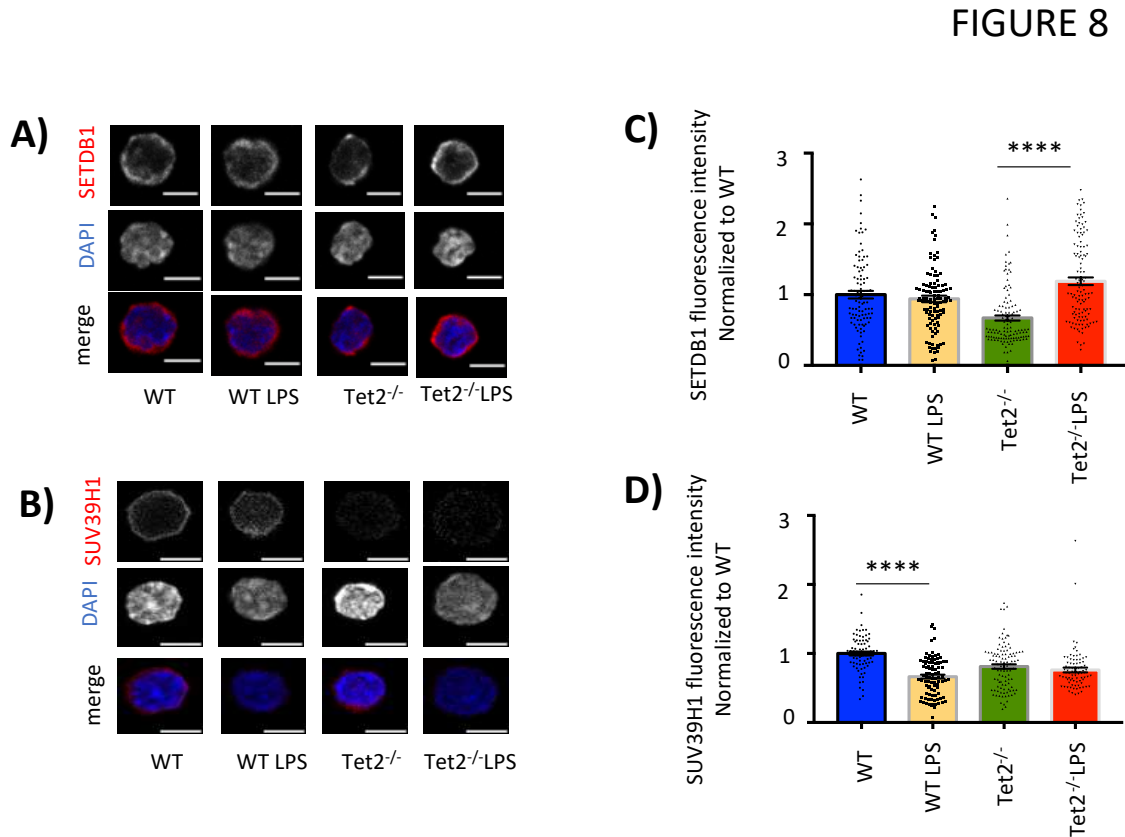 FIGURE 8
A)
SETDB1
DAPI
merge
WT
WT LPS
Tet2-/-
Tet2-/-LPS
B)
SUV39H1
DAPI
merge
WT
WT LPS
Tet2-/-
Tet2-/-LPS
C)
SETDB1 fluorescence intensity
Normalized to WT
3
2
1
0
****
WT
WT LPS
Tet2-/-
Tet2-/-LPS
D)
SUV39H1 fluorescence intensity
Normalized to WT
3
2
1
0
****
WT
WT LPS
Tet2-/-
Tet2-/-LPS